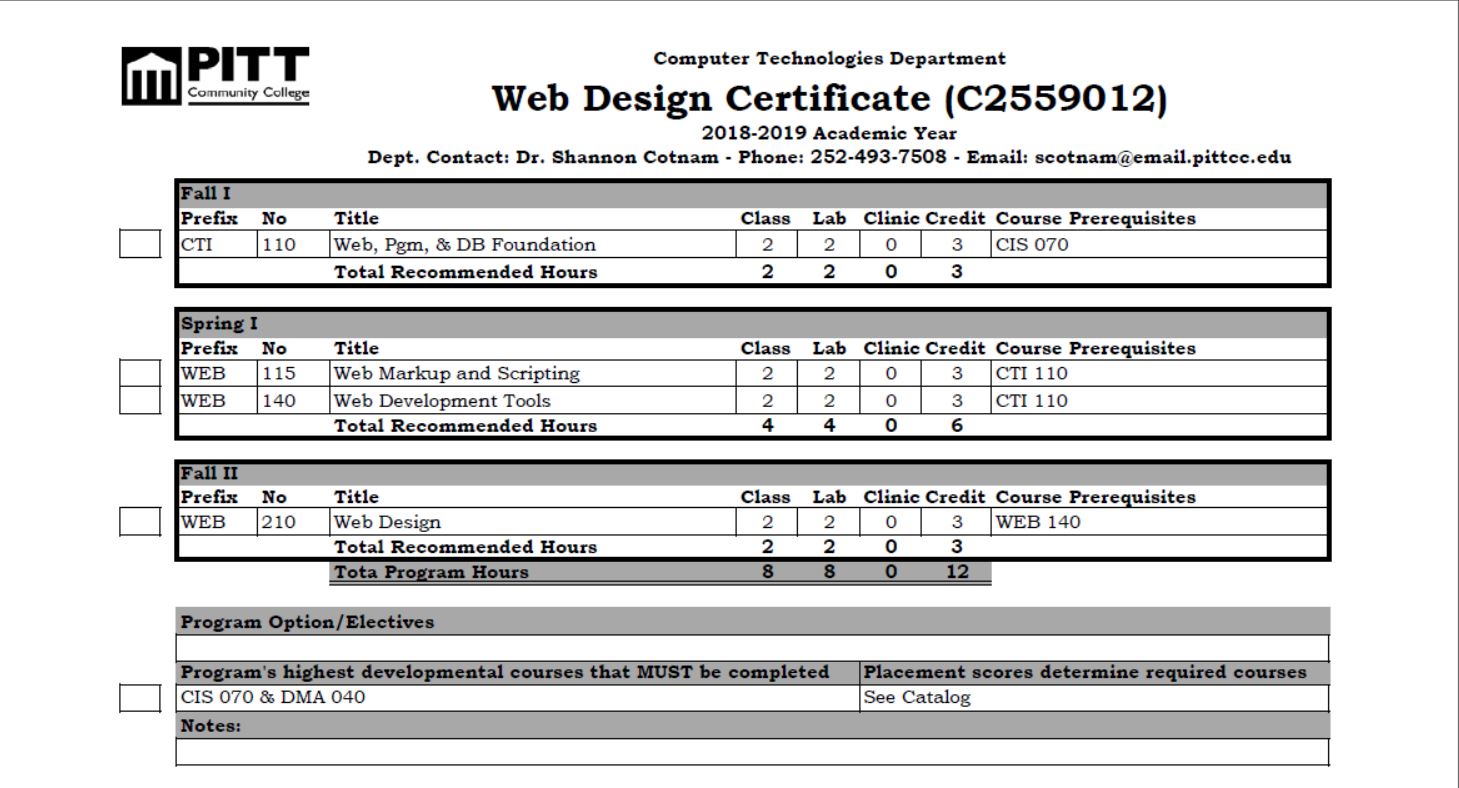 PITT
Community College
Computer Technologies Department
Web Design Certificate (C2559012)
2018-2019 Academic Year
Dept. Contact: Dr. Shannon Cotnam - Phone: 252-493-7508 - Email: scotnam@email.pittcc.edu
Fall I
Prefix No Title Class Lab Clinic Credit Course Prerequisites
CTI 110 Web, Pgm, & DB Foundation 2 2 0 3 CIS 070
Total Recommended Hours 2 2 0 3
Spring I
Prefix No Title Class Lab Clinic Credit Course Prerequisites
WEB 115 Web Markup and Scripting 2 2 0 3 CTI 110
WEB 140 Web Development Tools 2 2 0 3 CTI 110
Total Recommended Hours 4 4 0 6
Fall II
Prefix No Title Class Lab Clinic Credit Course Prerequisites
WEB 210 Web Design 2 2 0 3 WEB 140
Total Recommended Hours 2 2 0 3
Tota Program Hours 8 8 0 12
Program Option/Electives
Program's highest developmental courses that MUST be completed Placement scores determine required courses
CIS 070 & DMA 040 See Catalog
Notes: